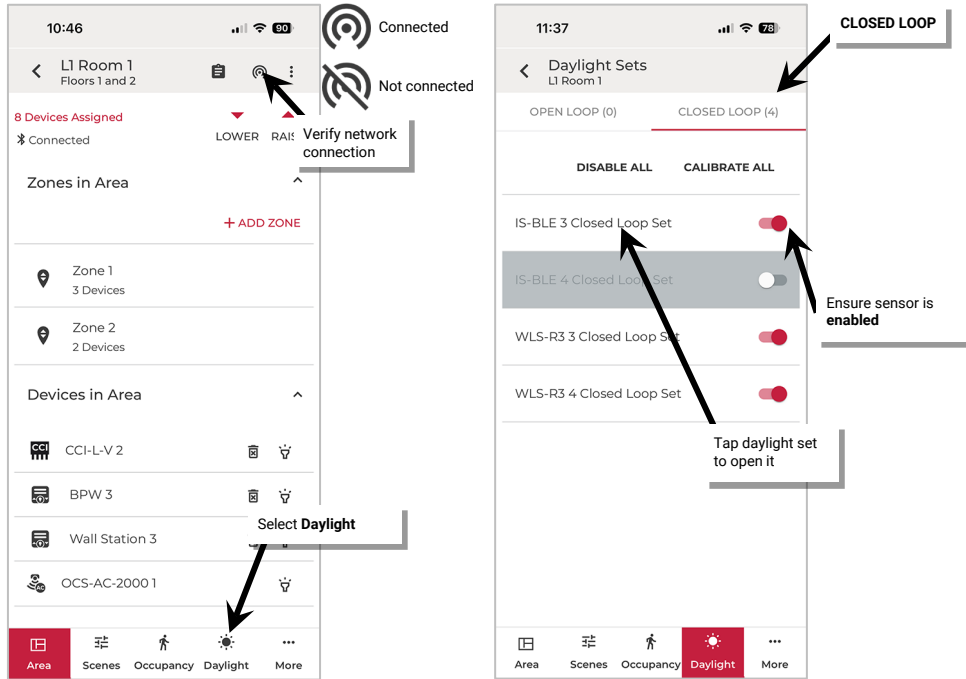 10:46
90
L1 Room 1
Floors 1 and 2
8 Devices Assigned
Connected
LOWER
RAIS
Zones in Area
+ ADD ZONE
Zone 1
3 Devices
Zone 2
2 Devices
Devices in Area
CCI
CCI-L-V 2
BPW 3
Wall Station 3
AC
OCS-AC-2000 1
Area
Scenes
Occupancy
Daylight
More
Connected
Not connected
Verify network
connection
Select Daylight
11:37
78
Daylight Sets
L1 Room 1
OPEN LOOP (0)
CLOSED LOOP (4)
DISABLE ALL
CALIBRATE ALL
IS-BLE 3 Closed Loop Set
IS-BLE 4 Closed Loop Set
WLS-R3 3 Closed Loop Set
WLS-R3 4 Closed Loop Set
Area
Scenes
Occupancy
Daylight
More
CLOSED LOOP
Ensure sensor is
enabled
Tap daylight set
to open it